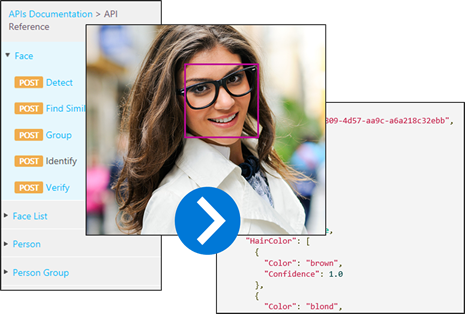 APIs Documentation > API
Reference
Face
POST Detect
POST Find Simil
POST Group
POST Identify
POST Verify
Face List
Person
Person Group
09-4d57-aa9c-a6a218c32ebb",
"HairColor": [
{
"Color": "brown",
"Confidence": 1.0
},
{
"Color": "blond",